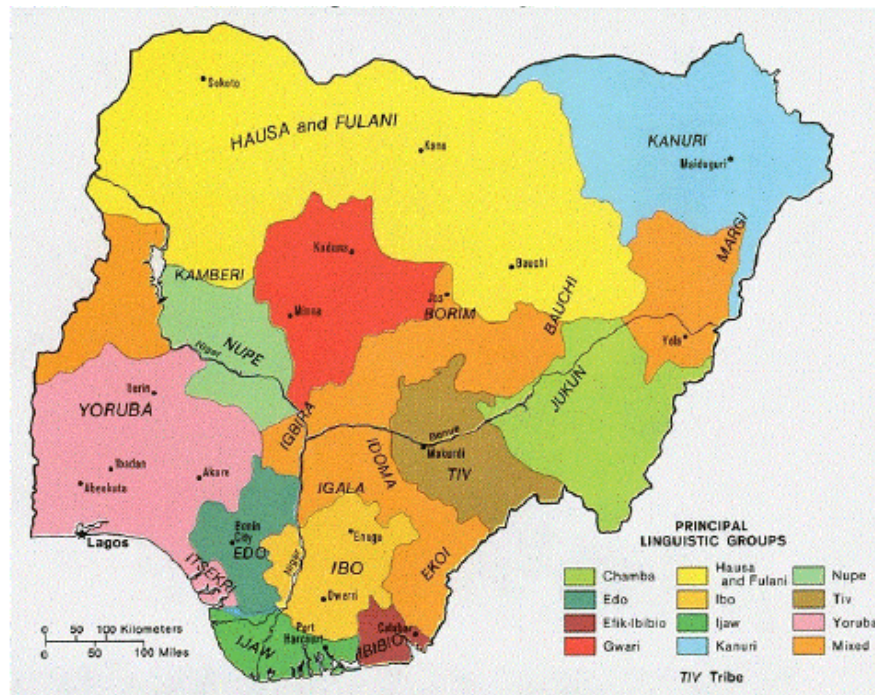 Sokoto
HAUSA and FULANI
Kano
KANURI
Maiduguri
MARGI
Kaduna
Bauchi
KAMBERI
Jos
BORIM
BAUCHI
Minna
Yola
NUPE
Niger
JUKUN
Ilorin
YORUBA
IGBIRA
Benue
Makurdi
IDOMA
TIV
Ibadan
Akure
Abeokuta
IGALA
Lagos
Benin
City
EDO
Enugu
Niger
IBO
EKOI
ITSEKRI
Owerri
Port
Harcourt
Calabar
IJAW
IBIBIO
PRINCIPAL
LINGUISTIC GROUPS
Chamba
Edo
Efik-Ibibio
Gwari
Hausa
and Fulani
Ibo
Ijaw
Kanuri
Nupe
Tiv
Yoruba
Mixed
TIV Tribe
0 50 100 Kilometers
0 50 100 Miles